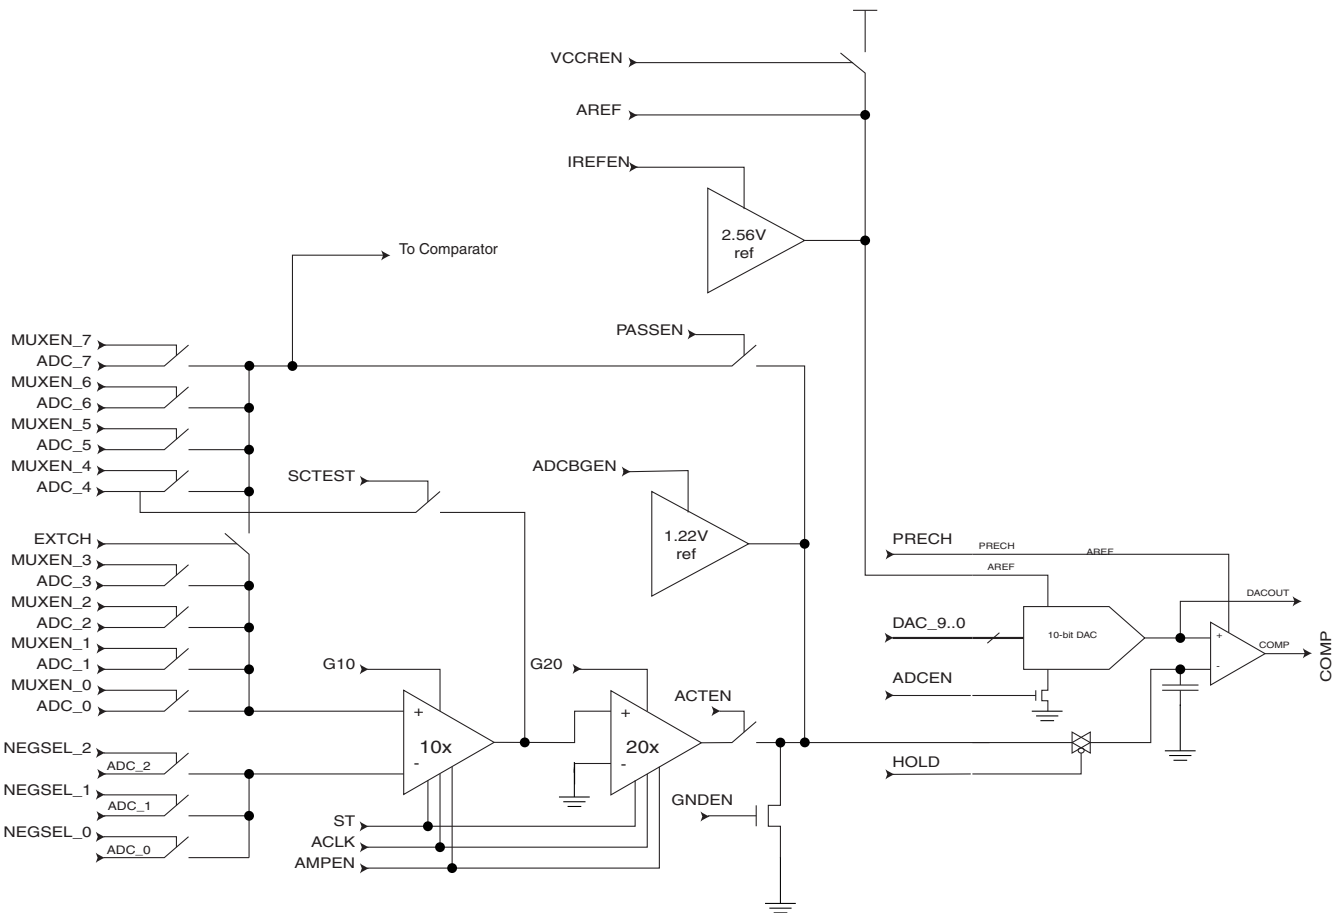 VCCREN
AREF
IREFEN
2.56V
ref
To Comparator
PASSEN
MUXEN_7
ADC_7
MUXEN_6
ADC_6
MUXEN_5
ADC_5
MUXEN_4
ADC_4
SCTEST
ADCBGEN
1.22V
ref
EXTCH
MUXEN_3
ADC_3
MUXEN_2
ADC_2
MUXEN_1
ADC_1
MUXEN_0
ADC_0
PRECH
PRECH
AREF
AREF
DACOUT
DAC_9..0
10-bit DAC
+
-
COMP
COMP
ADCEN
G10
G20
ACTEN
+
10x
-
+
20x
-
NEGSEL_2
ADC_2
NEGSEL_1
ADC_1
NEGSEL_0
ADC_0
HOLD
GNDEN
ST
ACLK
AMPEN